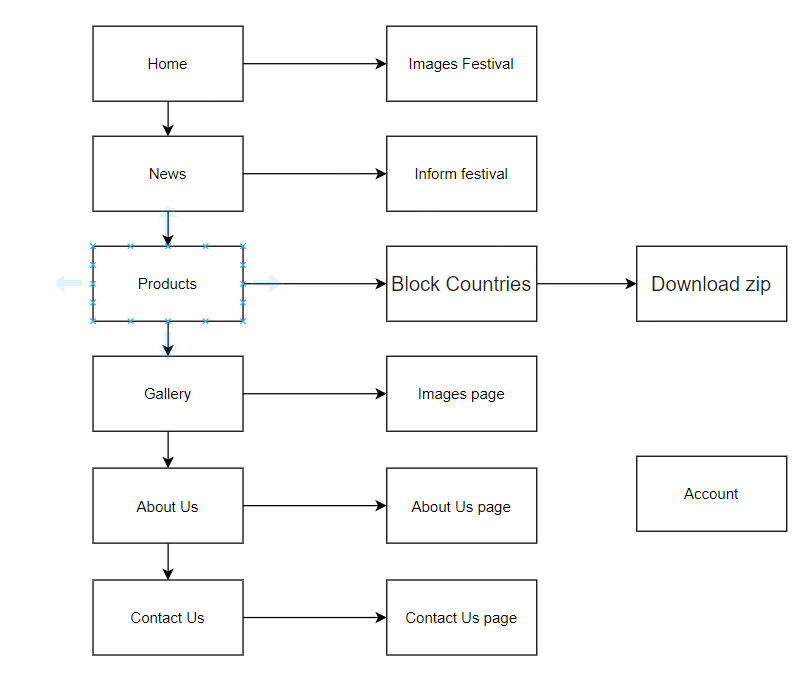 Home
Images Festival
News
Inform festival
Products
Block Countries
Download zip
Gallery
Images page
About Us
About Us page
Account
Contact Us
Contact Us page